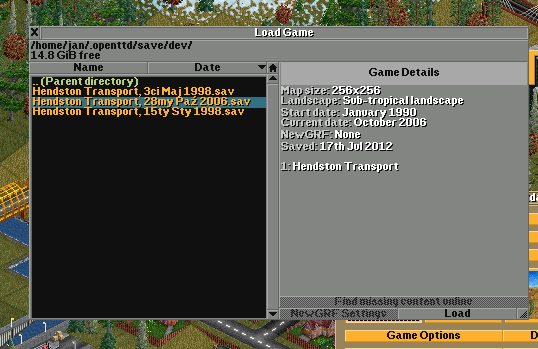 Load Game
/home/jan/.openttd/save/dev/
14.8 GiB free
Name Date
.. (Parent directory)
Hendston Transport, 3ci Maj 1998.sav
Hendston Transport, 28my Paź 2006.sav
Hendston Transport, 15ty Sty 1998.sav
Game Details
Map size: 256x256
Landscape: Sub-tropical landscape
Start date: January 1990
Current date: October 2006
NewGRF: None
Saved: 17th Jul 2012
1: Hendston Transport
Find missing content online
NewGRF Settings Load
Game Options